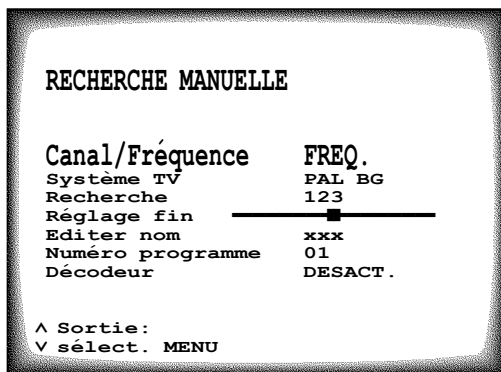 RECHERCHE MANUELLE
Canal/Fréquence FREQ.
Système TV PAL BG
Recherche 123
Réglage fin
Editer nom xxx
Numéro programme 01
Décodeur DESACT.
^ Sortie:
v sélect. MENU